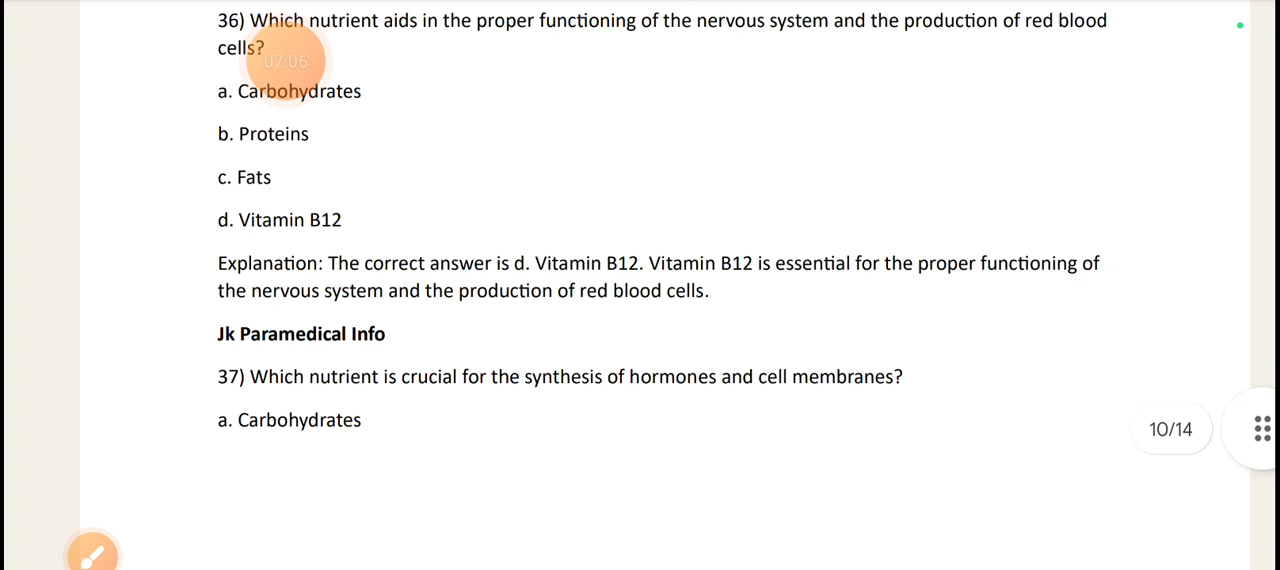 36) Which nutrient aids in the proper functioning of the nervous system and the production of red blood
cells?
07:06
a. Carbohydrates
b. Proteins
c. Fats
d. Vitamin B12
Explanation: The correct answer is d. Vitamin B12. Vitamin B12 is essential for the proper functioning of
the nervous system and the production of red blood cells.
Jk Paramedical Info
37) Which nutrient is crucial for the synthesis of hormones and cell membranes?
a. Carbohydrates
10/14